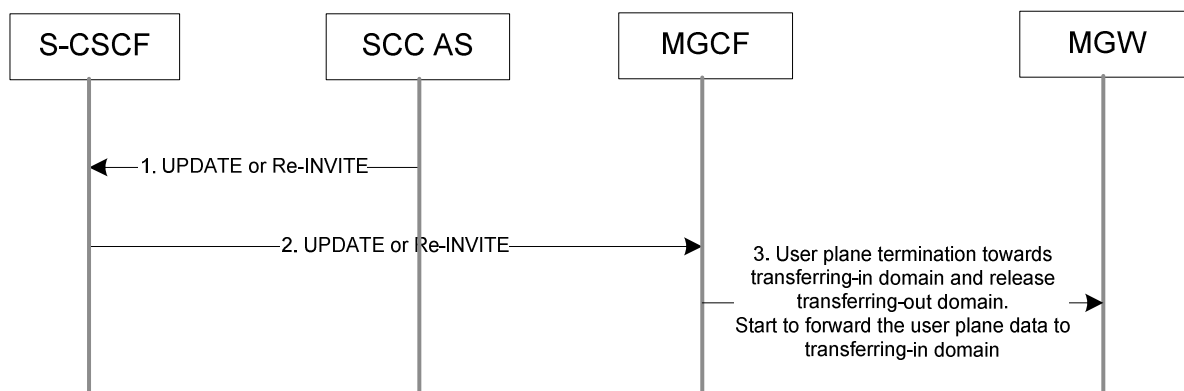 S-CSCF
SCC AS
MGCF
MGW
1. UPDATE or Re-INVITE
2. UPDATE or Re-INVITE
3. User plane termination towards
transferring-in domain and release
transferring-out domain.
Start to forward the user plane data to
transferring-in domain